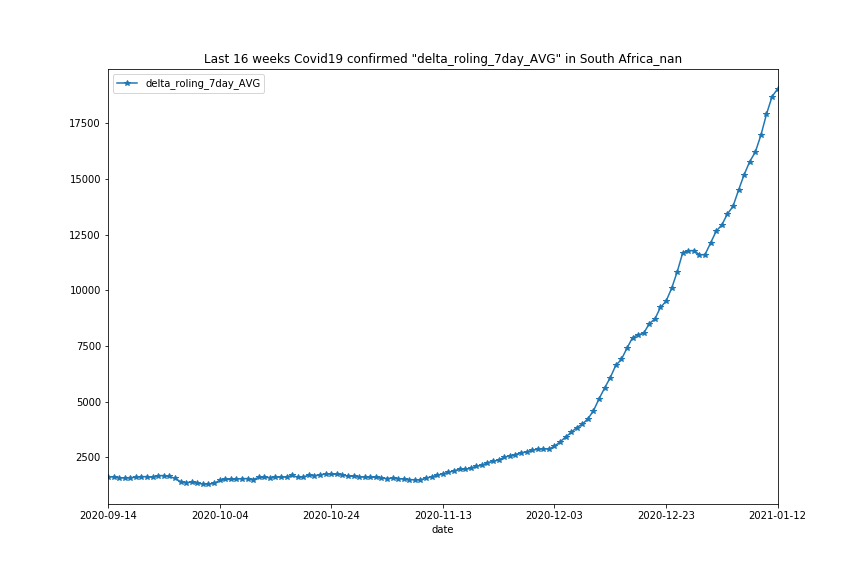 Last 16 weeks Covid19 confirmed "delta_roling_7day_AVG" in South Africa_nan
delta_roling_7day_AVG
17500
15000
12500
10000
7500
5000
2500
2020-09-14 2020-10-04 2020-10-24 2020-11-13 2020-12-03 2020-12-23 2021-01-12
date